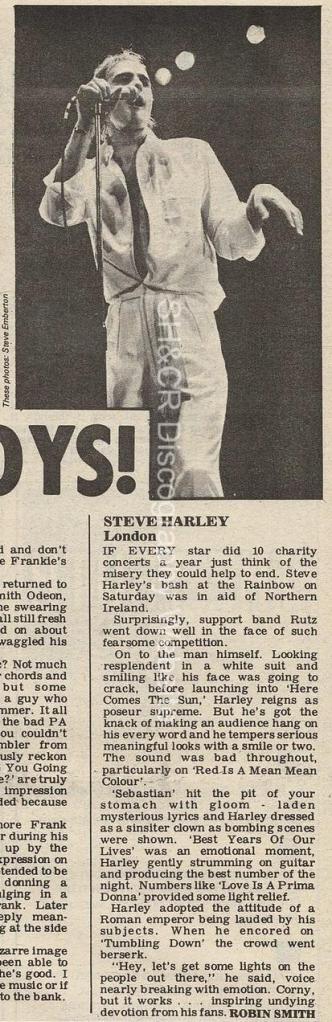 These photos: Steve Emberton
OYS!
d and don't
e Frankie's
returned to
mith Odeon,
he swearing
all still fresh
d on about
waggled his
? Not much
chords and
but some
a guy who
mmer. It all
the bad PA
ou couldn't
mbler from
usly reckon
You Going
e?' are truly
impression
ded because
more Frank
r during his
up by the
xpression on
tended to be
donning a
ulging in a
rank. Later
eply mean-
g at the side
zarre image
been able to
he's good. I
e music or if
to the bank.
STEVE HARLEY
London
IF EVERY star did 10 charity
concerts a year just think of the
misery they could help to end. Steve
Harley's bash at the Rainbow on
Saturday was in aid of Northern
Ireland.
Surprisingly, support band Rutz
went down well in the face of such
fearsome competition.
On to the man himself. Looking
resplendent in a white suit and
smiling like his face was going to
crack, before launching into 'Here
Comes The Sun,' Harley reigns as
poseur supreme. But he's got the
knack of making an audience hang on
his every word and he tempers serious
meaningful looks with a smile or two.
The sound was bad throughout,
particularly on 'Red Is A Mean Mean
Colour'.
'Sebastian' hit the pit of your
stomach with gloom - laden
mysterious lyrics and Harley dressed
as a sinsiter clown as bombing scenes
were shown. 'Best Years Of Our
Lives' was an emotional moment,
Harley gently strumming on guitar
and producing the best number of the
night. Numbers like 'Love Is A Prima
Donna' provided some light relief.
Harley adopted the attitude of a
Roman emperor being lauded by his
subjects. When he encored on
'Tumbling Down' the crowd went
berserk.
"Hey, let's get some lights on the
people out there," he said, voice
nearly breaking with emotion. Corny,
but it works . . . inspiring undying
devotion from his fans. ROBIN SMITH